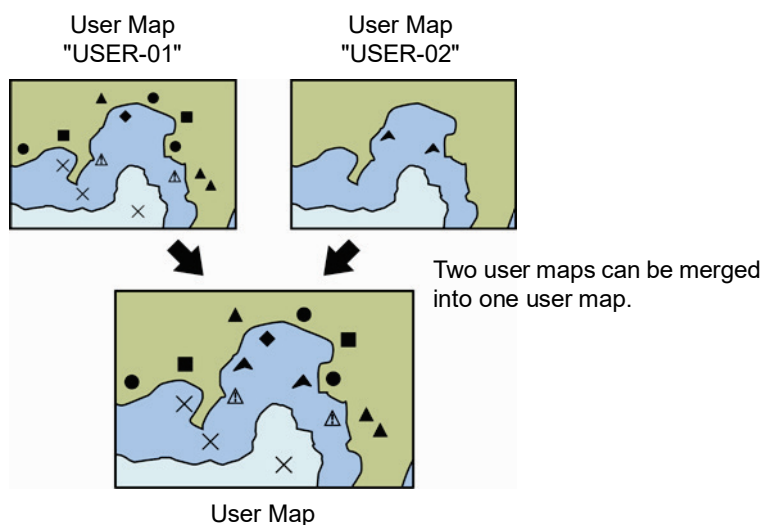 User Map
"USER-01"
User Map
"USER-02"
Two user maps can be merged
into one user map.
User Map